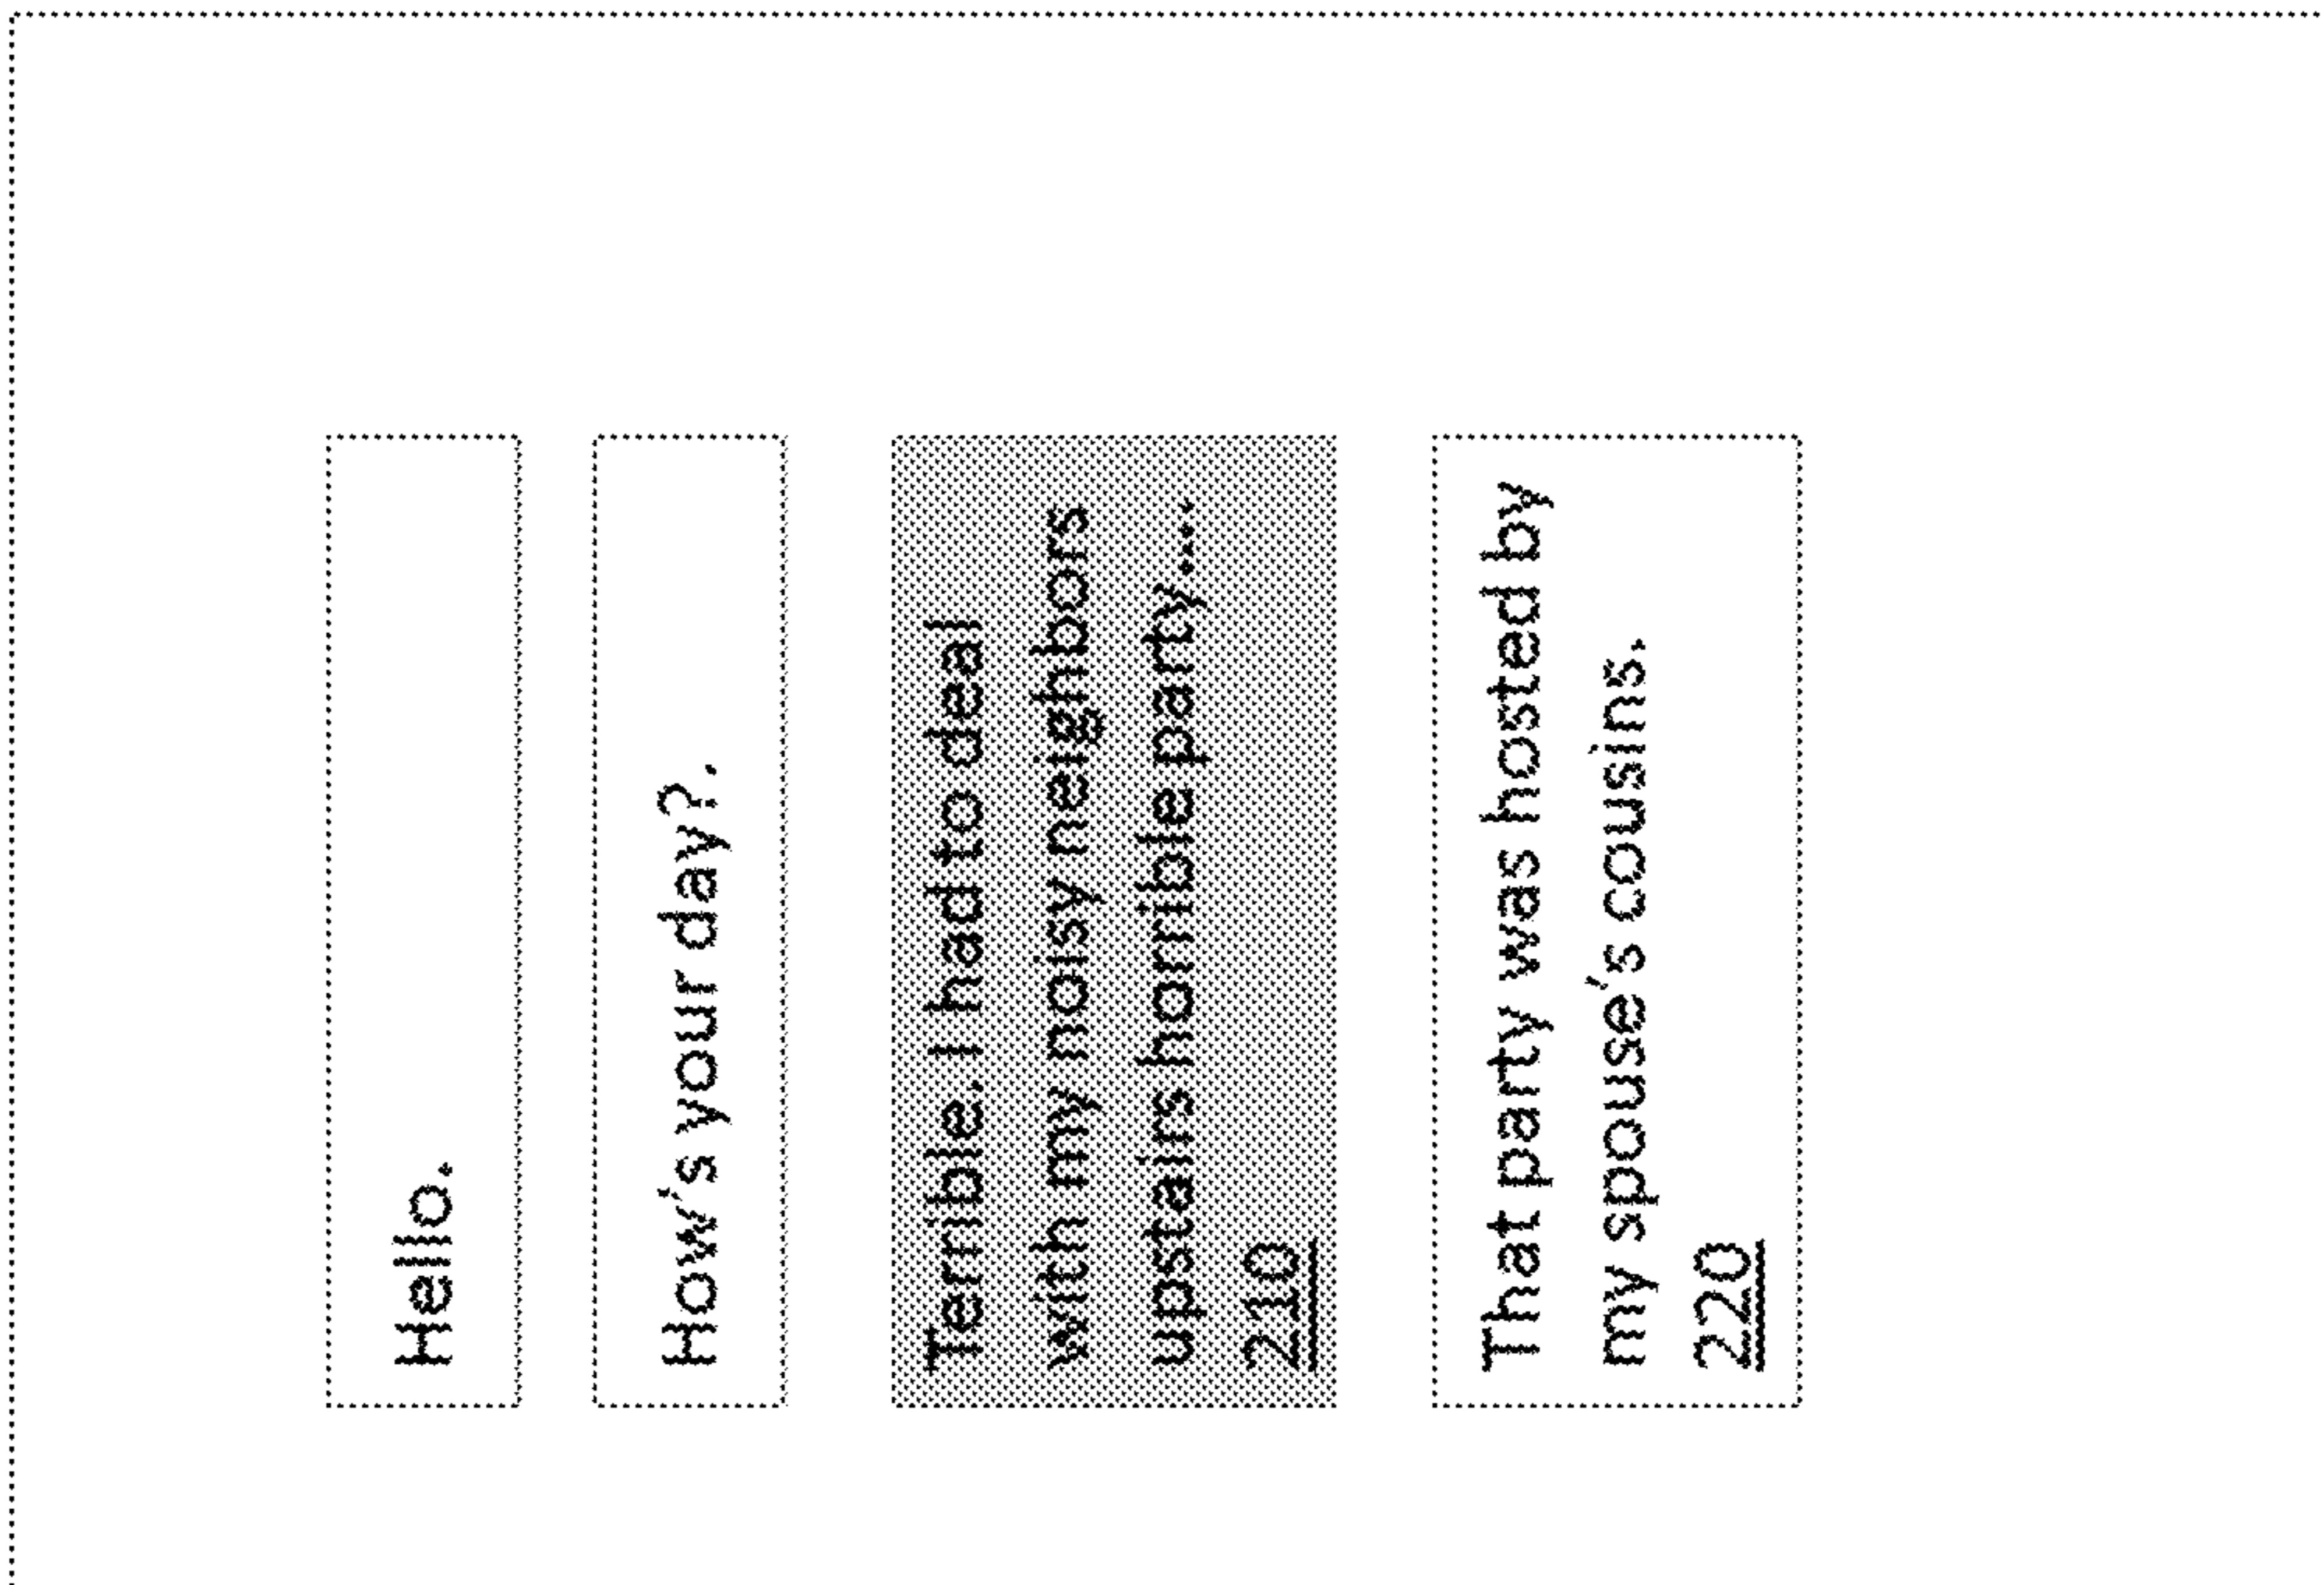 Hello.
How's your day?.
Terrible. I had to deal
with my noisy neighbors
upstairs horrible party....
210
That party was hosted by
my spouse's cousins.
220